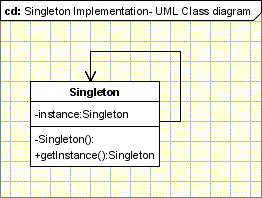 cd: Singleton Implementation- UML Class diagram
Singleton
-instance:Singleton
-Singleton():
+getInstance():Singleton